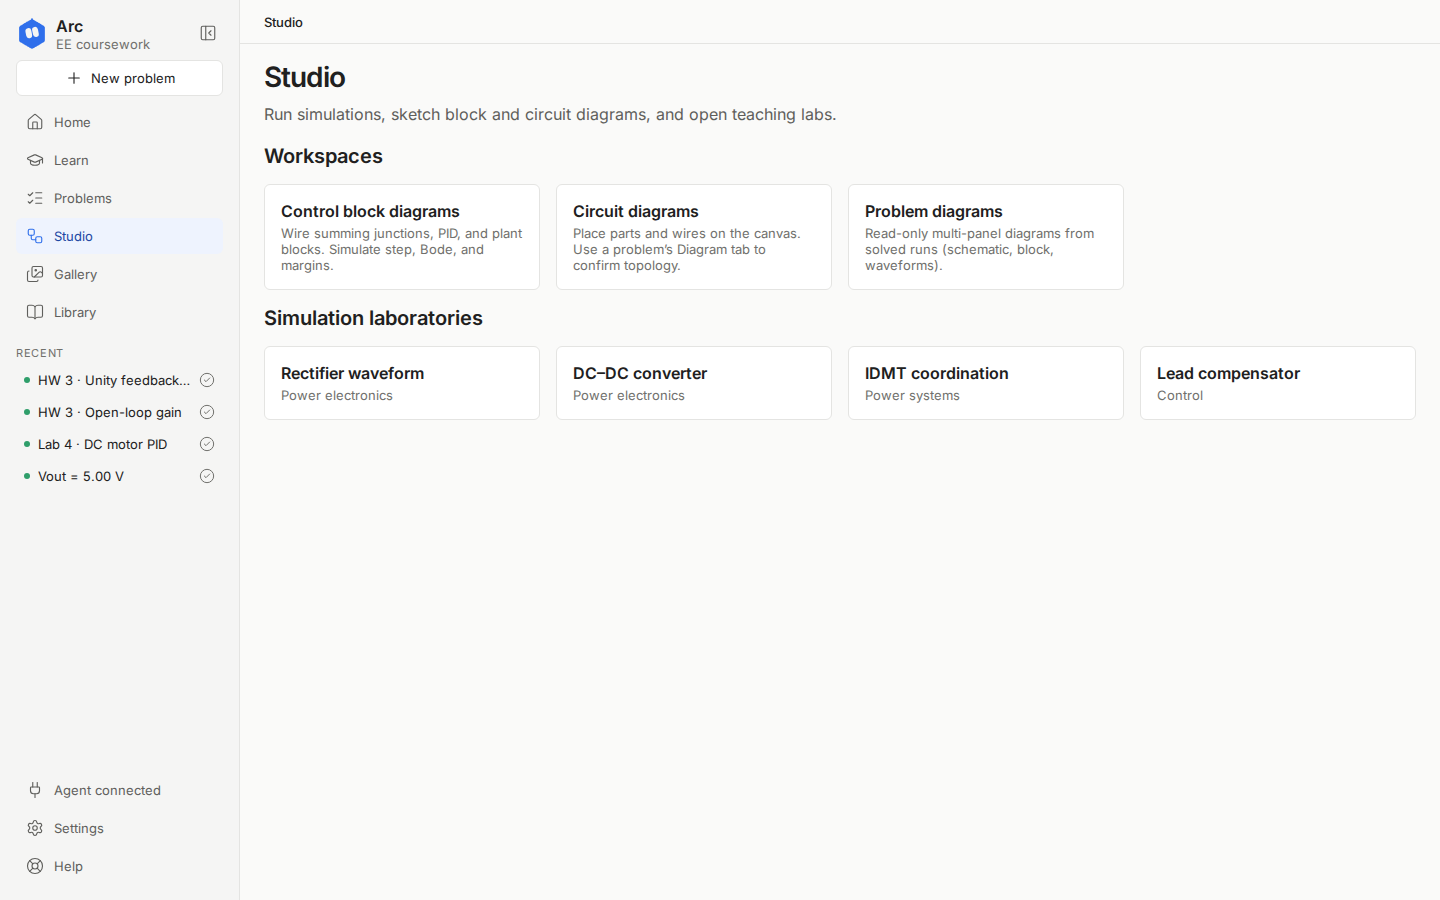 Arc
EE coursework
New problem
Home
Learn
Problems
Studio
Gallery
Library
RECENT
HW 3 · Unity feedback...
HW 3 · Open-loop gain
Lab 4 · DC motor PID
Vout = 5.00 V
Agent connected
Settings
Help
Studio
Studio
Run simulations, sketch block and circuit diagrams, and open teaching labs.
Workspaces
Control block diagrams
Wire summing junctions, PID, and plant
blocks. Simulate step, Bode, and
margins.
Circuit diagrams
Place parts and wires on the canvas.
Use a problem's Diagram tab to
confirm topology.
Problem diagrams
Read-only multi-panel diagrams from
solved runs (schematic, block,
waveforms).
Simulation laboratories
Rectifier waveform
Power electronics
DC–DC converter
Power electronics
IDMT coordination
Power systems
Lead compensator
Control